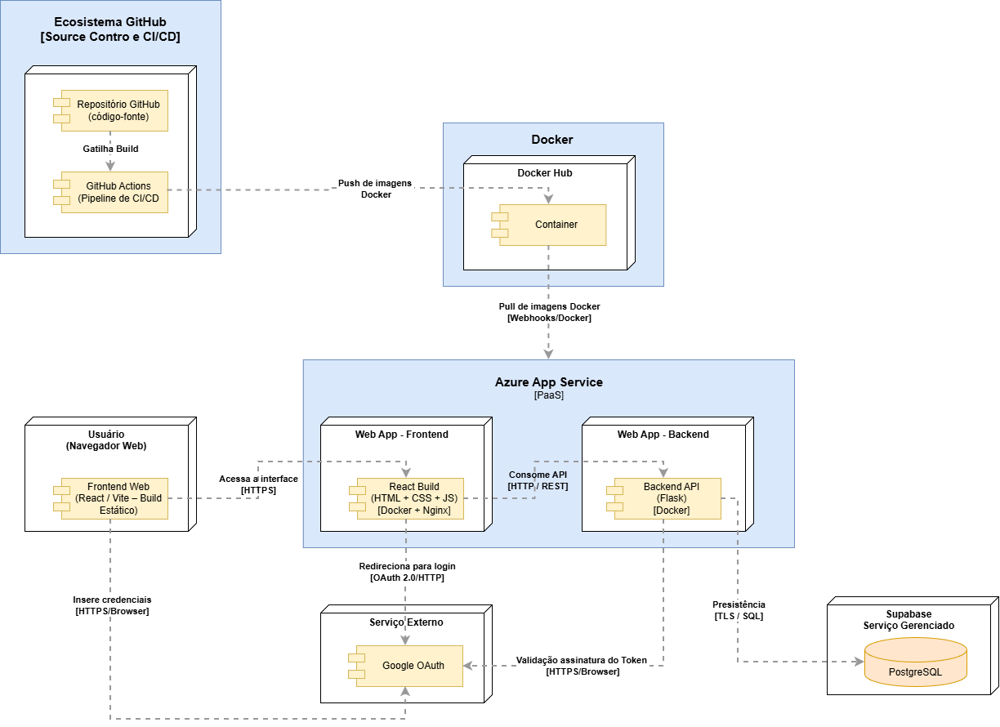 Ecosistema GitHub
[Source Contro e CI/CD]
Repositório GitHub
(código-fonte)
Gatilha Build
GitHub Actions
(Pipeline de CI/CD
Push de imagens
Docker
Docker
Docker Hub
Container
Pull de imagens Docker
[Webhooks/Docker]
Azure App Service
[PaaS]
Usuário
(Navegador Web)
Frontend Web
(React / Vite – Build
Estático)
Acessa a interface
[HTTPS]
Web App - Frontend
React Build
(HTML + CSS + JS)
[Docker + Nginx]
Consome API
[HTTP / REST]
Web App - Backend
Backend API
(Flask)
[Docker]
Redireciona para login
[OAuth 2.0/HTTP]
Insere credenciais
[HTTPS/Browser]
Serviço Externo
Google OAuth
Validação assinatura do Token
[HTTPS/Browser]
Presistência
[TLS / SQL]
Supabase
Serviço Gerenciado
PostgreSQL